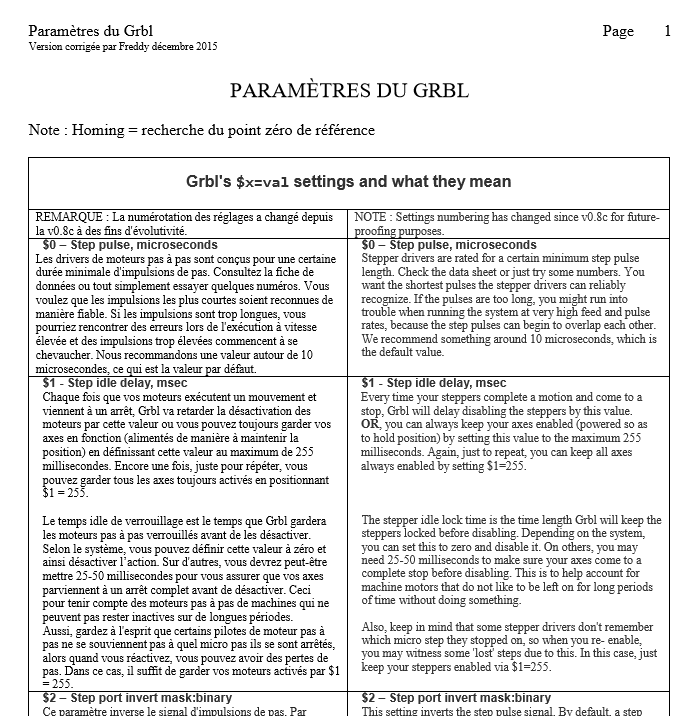 Paramètres du Grbl
Page 1
Version corrigée par Freddy décembre 2015
PARAMÈTRES DU GRBL
Note : Homing = recherche du point zéro de référence
Grbl's $x=val settings and what they mean
REMARQUE : La numérotation des réglages a changé depuis
la v0.8c à des fins d'évolutivité.
NOTE : Settings numbering has changed since v0.8c for future-
proofing purposes.
$0 – Step pulse, microseconds
Les drivers de moteurs pas à pas sont conçus pour une certaine
durée minimale d'impulsions de pas. Consultez la fiche de
données ou tout simplement essayer quelques numéros. Vous
voulez que les impulsions les plus courtes soient reconnues de
manière fiable. Si les impulsions sont trop longues, vous
pourriez rencontrer des erreurs lors de l'exécution à vitesse
élevée et des impulsions trop élevées commencent à se
chevaucher. Nous recommandons une valeur autour de 10
microsecondes, ce qui est la valeur par défaut.
$0 – Step pulse, microseconds
Stepper drivers are rated for a certain minimum step pulse
length. Check the data sheet or just try some numbers. You
want the shortest pulses the stepper drivers can reliably
recognize. If the pulses are too long, you might run into
trouble when running the system at very high feed and pulse
rates, because the step pulses can begin to overlap each other.
We recommend something around 10 microseconds, which is
the default value.
$1 - Step idle delay, msec
Chaque fois que vos moteurs exécutent un mouvement et
viennent à un arrêt, Grbl va retarder la désactivation des
moteurs par cette valeur ou vous pouvez toujours garder vos
axes en fonction (alimentés de manière à maintenir la
position) en définissant cette valeur au maximum de 255
millisecondes. Encore une fois, juste pour répéter, vous
pouvez garder tous les axes toujours activés en positionnant
$1 = 255.
Le temps idle de verrouillage est le temps que Grbl gardera
les moteurs pas à pas verrouillés avant de les désactiver.
Selon le système, vous pouvez définir cette valeur à zéro et
ainsi désactiver l’action. Sur d'autres, vous devrez peut-être
mettre 25-50 millisecondes pour vous assurer que vos axes
parviennent à un arrêt complet avant de désactiver. Ceci
pour tenir compte des moteurs pas à pas de machines qui ne
peuvent pas rester inactives sur de longues périodes.
Aussi, gardez à l'esprit que certains pilotes de moteur pas à
pas ne se souviennent pas à quel micro pas ils se sont arrêtés,
alors quand vous réactivez, vous pouvez avoir des pertes de
pas. Dans ce cas, il suffit de garder vos moteurs activés par $1
= 255.
$1 - Step idle delay, msec
Every time your steppers complete a motion and come to a
stop, Grbl will delay disabling the steppers by this value.
OR, you can always keep your axes enabled (powered so as
to hold position) by setting this value to the maximum 255
milliseconds. Again, just to repeat, you can keep all axes
always enabled by setting $1=255.
The stepper idle lock time is the time length Grbl will keep the
steppers locked before disabling. Depending on the system,
you can set this to zero and disable it. On others, you may
need 25-50 milliseconds to make sure your axes come to a
complete stop before disabling. This is to help account for
machine motors that do not like to be left on for long periods
of time without doing something.
Also, keep in mind that some stepper drivers don't remember
which micro step they stopped on, so when you re- enable,
you may witness some 'lost' steps due to this. In this case, just
keep your steppers enabled via $1=255.
$2 – Step port invert mask:binary
Ce paramètre inverse le signal d'impulsions de pas. Par
$2 – Step port invert mask:binary
This setting inverts the step pulse signal. By default, a step